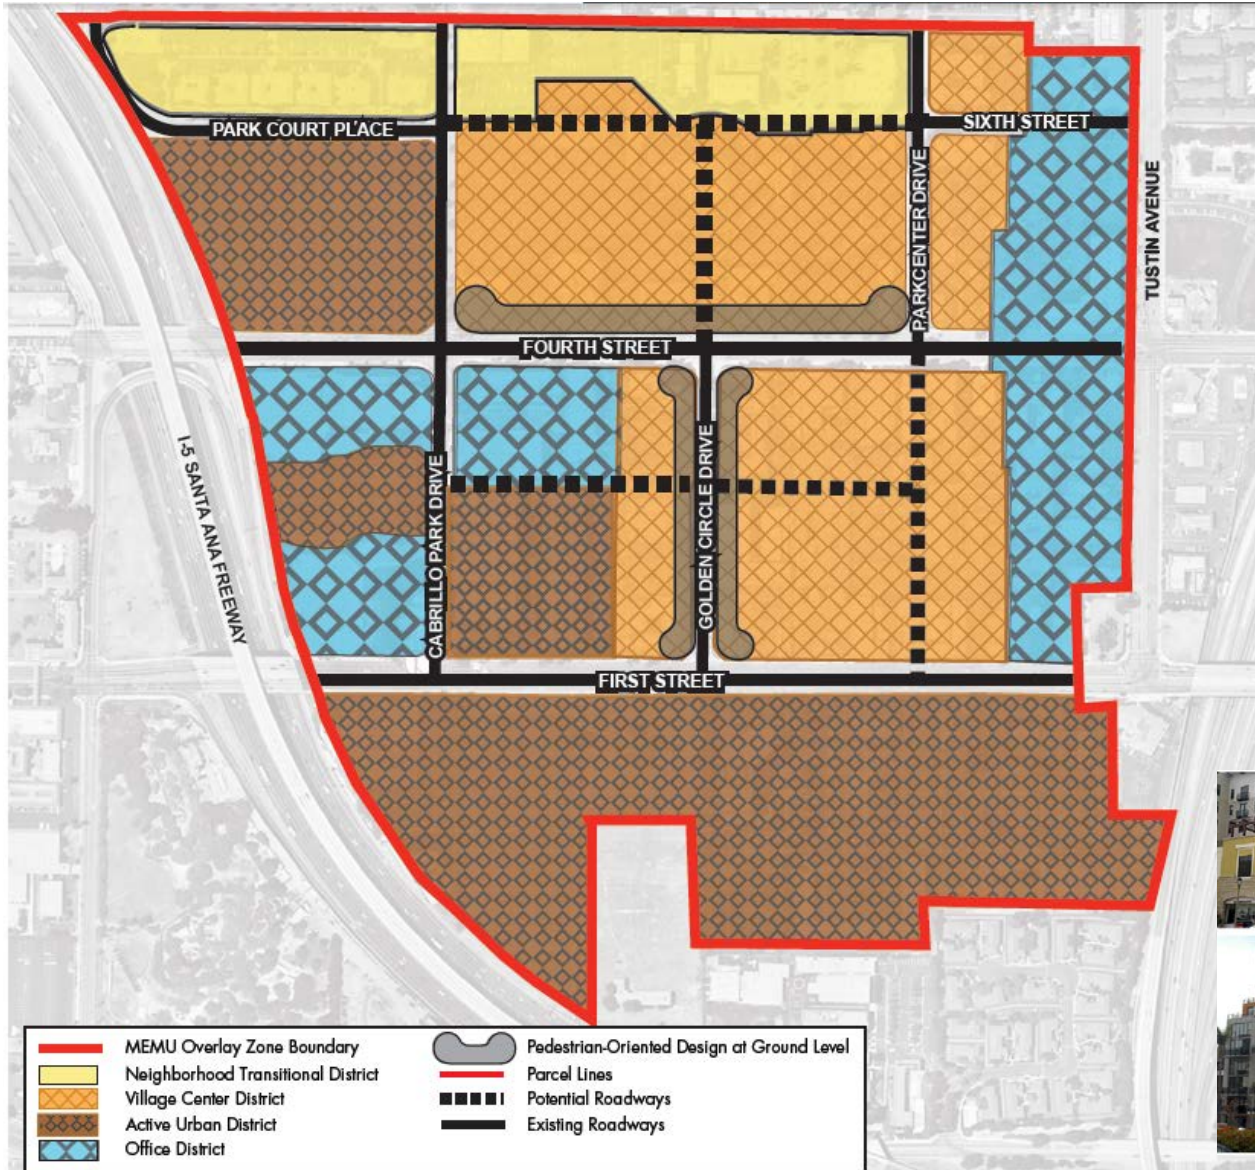 PARK COURT PLACE
SIXTH STREET
PARKCENTER DRIVE
TUSTIN AVENUE
FOURTH STREET
I-5 SANTA ANA FREEWAY
CABRILLO PARK DRIVE
GOLDEN CIRCLE DRIVE
FIRST STREET
MEMU Overlay Zone Boundary
Neighborhood Transitional District
Village Center District
Active Urban District
Office District
Pedestrian-Oriented Design at Ground Level
Parcel Lines
Potential Roadways
Existing Roadways